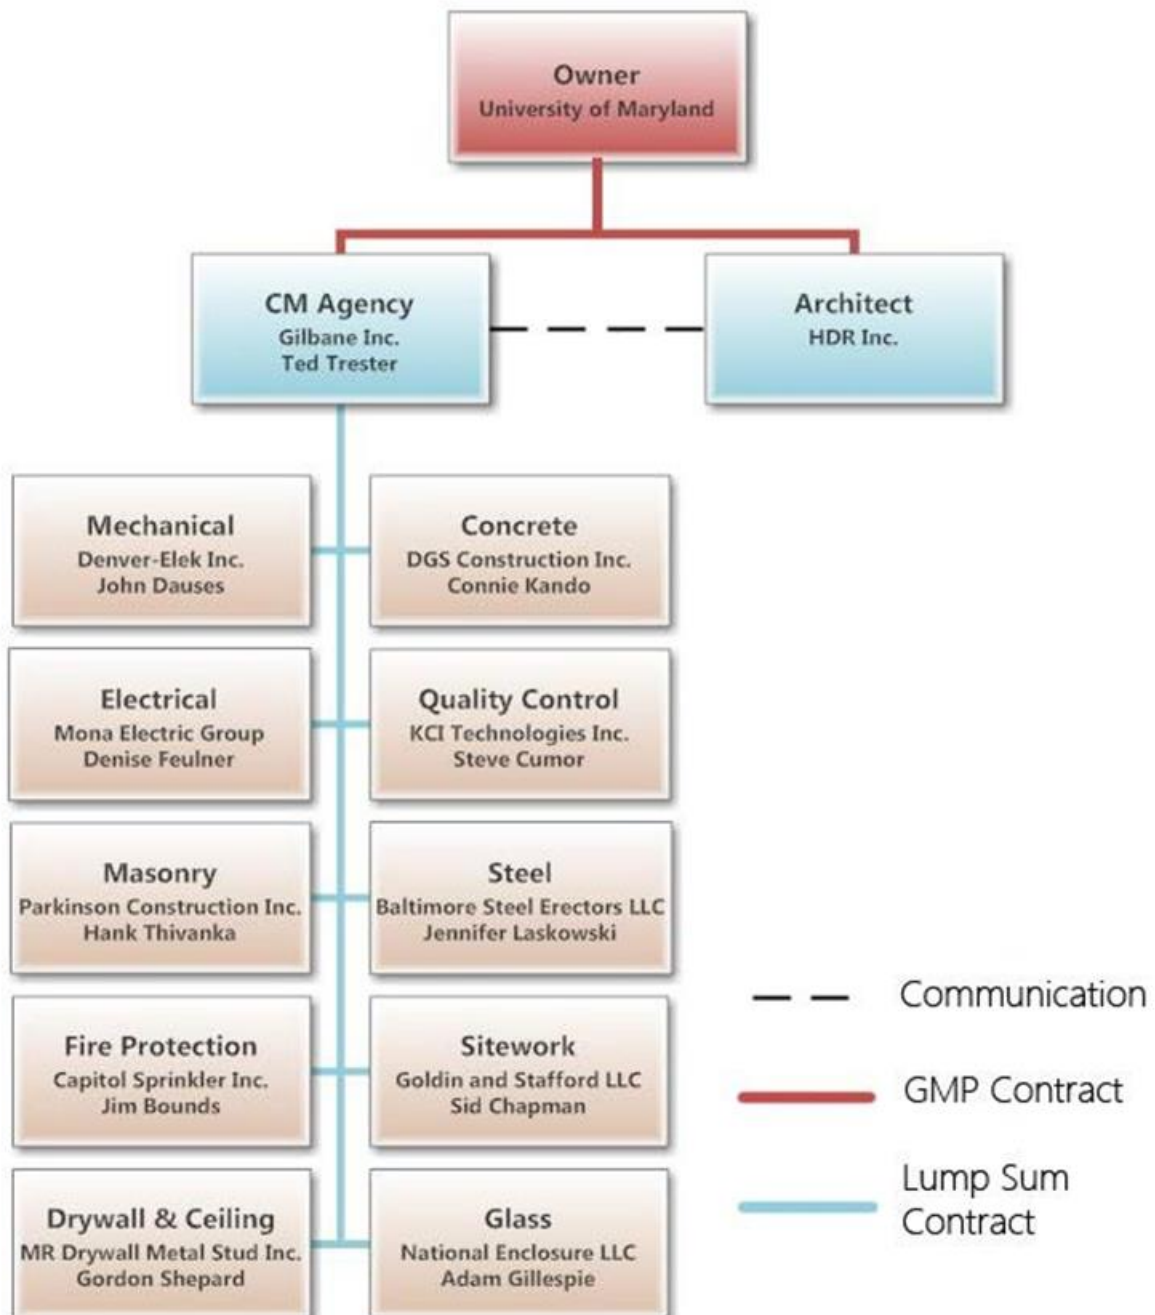 Owner
University of Maryland
CM Agency
Gilbane Inc.
Ted Trester
Architect
HDR Inc.
Mechanical
Denver-Elek Inc.
John Dauses
Concrete
DGS Construction Inc.
Connie Kando
Electrical
Mona Electric Group
Denise Feulner
Quality Control
KCI Technologies Inc.
Steve Cumor
Masonry
Parkinson Construction Inc.
Hank Thivanka
Steel
Baltimore Steel Erectors LLC
Jennifer Laskowski
Fire Protection
Capitol Sprinkler Inc.
Jim Bounds
Sitework
Goldin and Stafford LLC
Sid Chapman
Drywall & Ceiling
MR Drywall Metal Stud Inc.
Gordon Shepard
Glass
National Enclosure LLC
Adam Gillespie
Communication
GMP Contract
Lump Sum
Contract